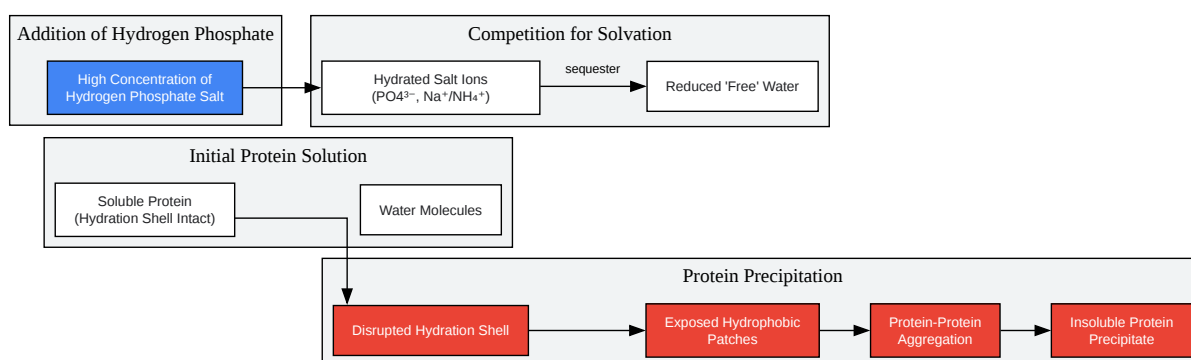 Addition of Hydrogen Phosphate
High Concentration of
Hydrogen Phosphate Salt
Competition for Solvation
Hydrated Salt Ions
(PO4³⁻, Na⁺/NH₄⁺)
sequester
Reduced 'Free' Water
Initial Protein Solution
Soluble Protein
(Hydration Shell Intact)
Water Molecules
Protein Precipitation
Disrupted Hydration Shell
Exposed Hydrophobic
Patches
Protein-Protein
Aggregation
Insoluble Protein
Precipitate